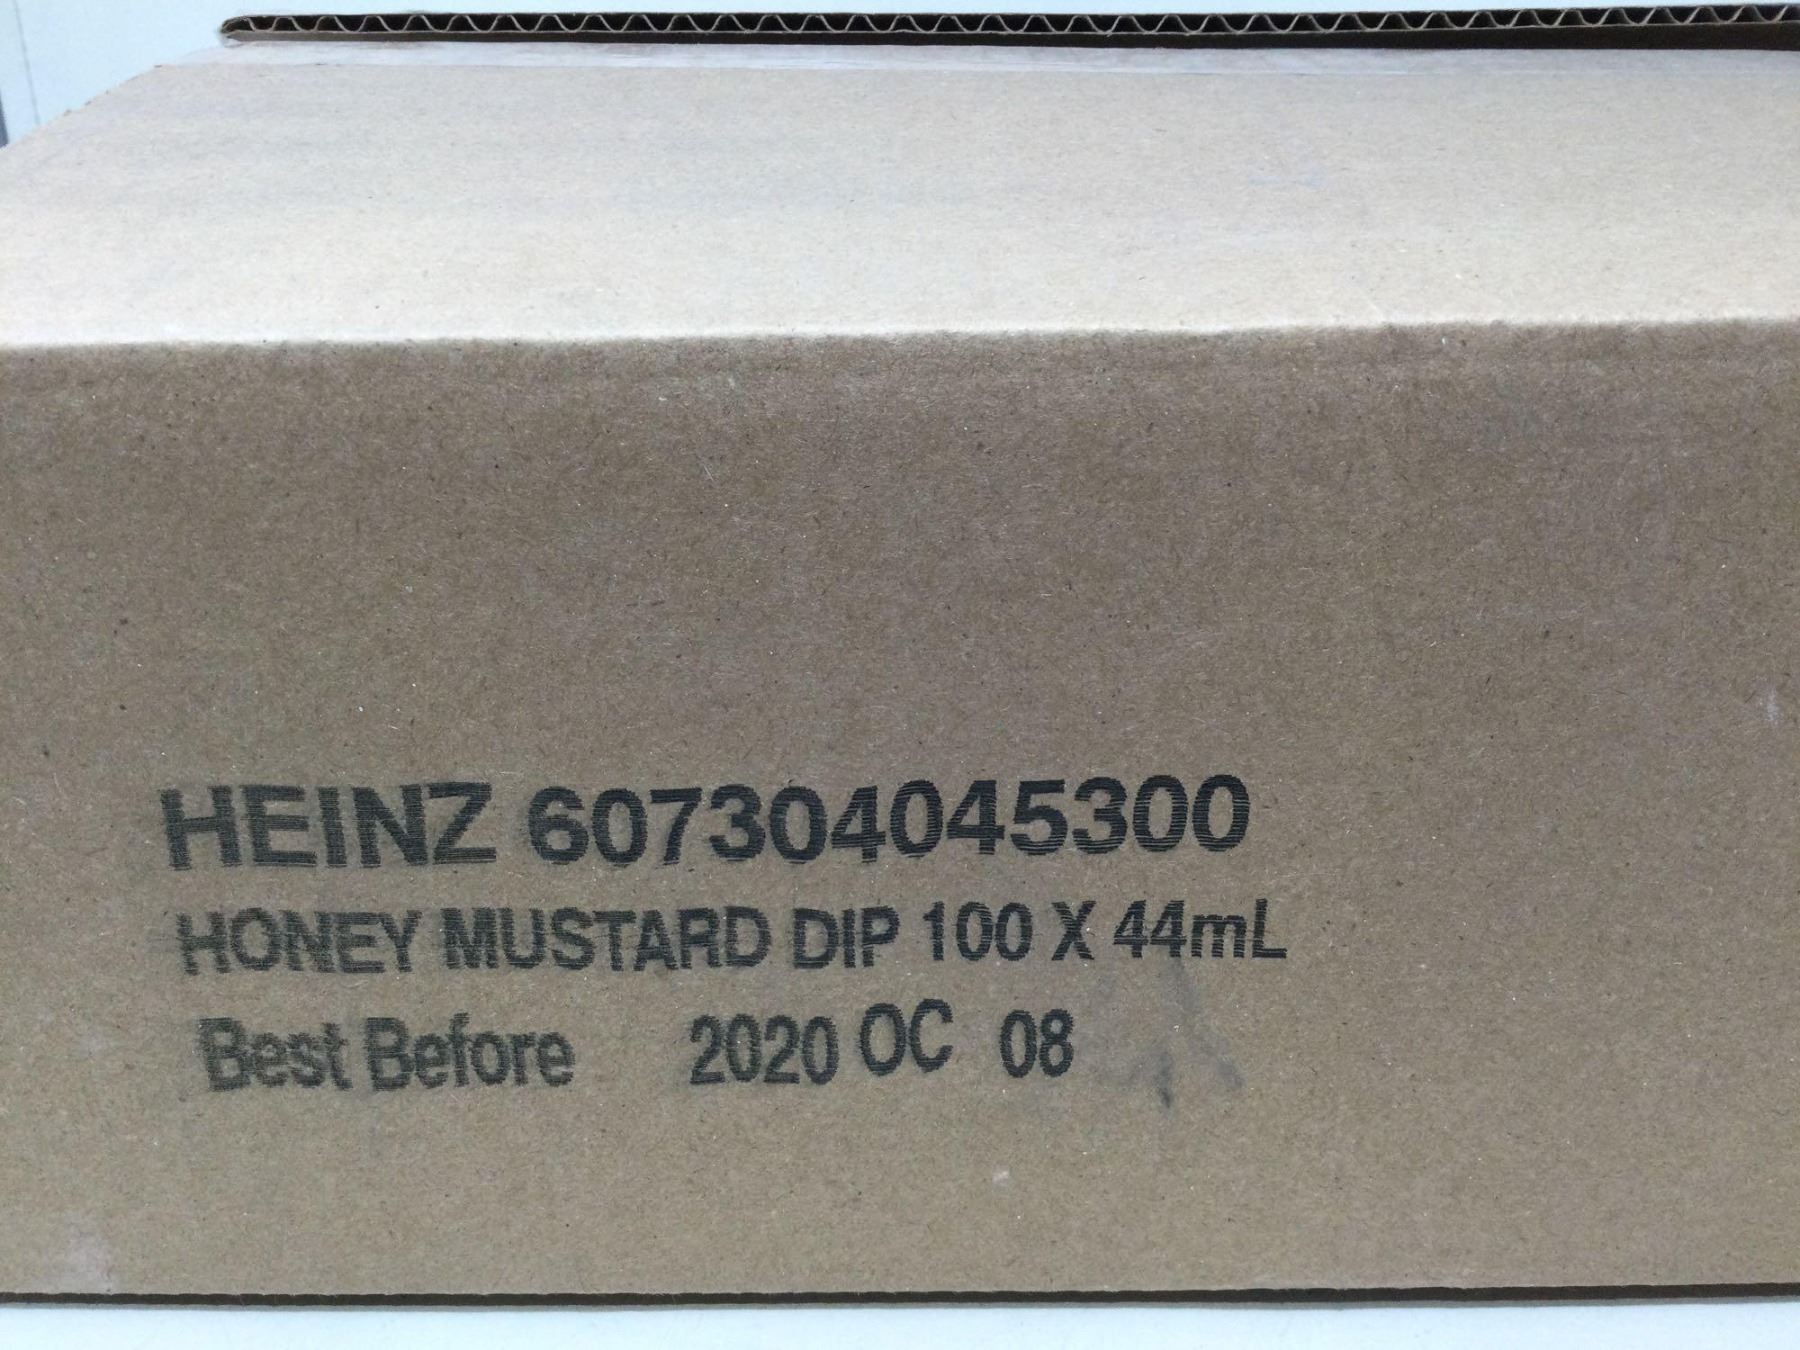 HEINZ 607304045300
HONEY MUSTARD DIP 100 X 44mL
Best Before 2020 OC 08